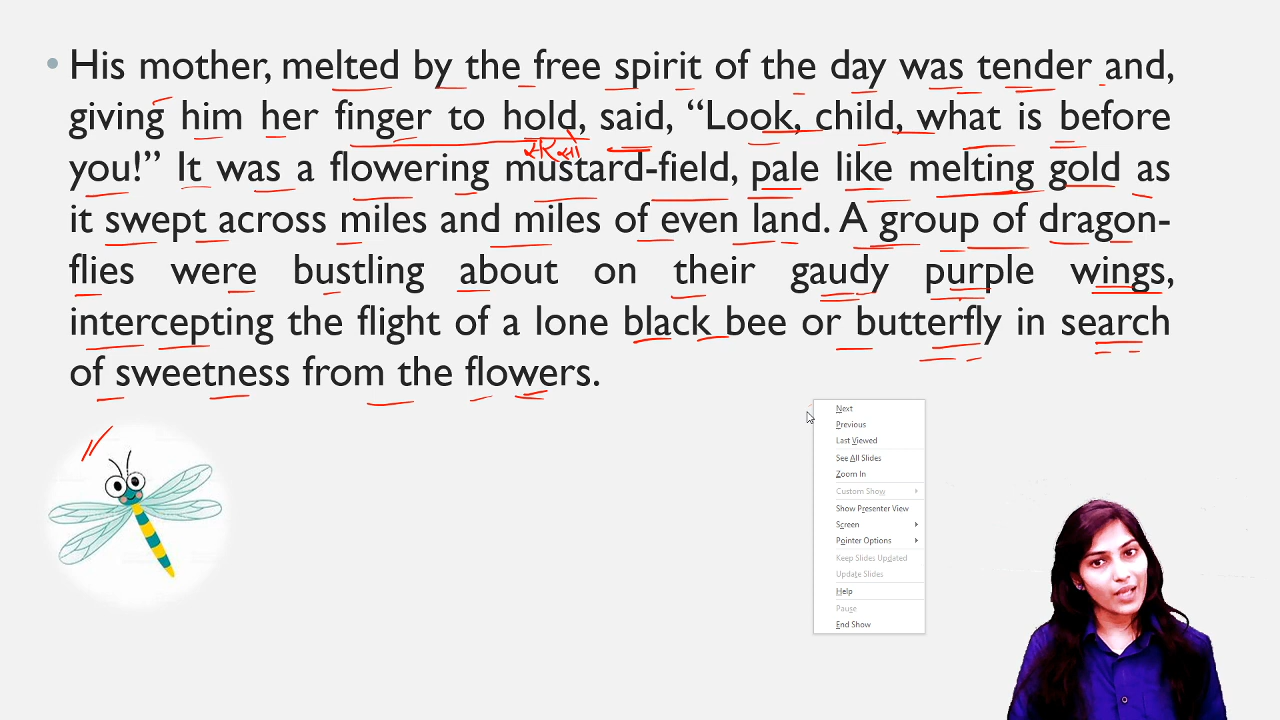 • His mother, melted by the free spirit of the day was tender and,
giving him her finger to hold, said, “Look, child, what is before
सरसो
you!” It was a flowering mustard-field, pale like melting gold as
it swept across miles and miles of even land. A group of dragon-
flies were bustling about on their gaudy purple wings,
intercepting the flight of a lone black bee or butterfly in search
of sweetness from the flowers.
Next
Previous
Last Viewed
See All Slides
Zoom In
Custom Show
Show Presenter View
Screen
Pointer Options
Keep Slides Updated
Update Slides
Help
Pause
End Show